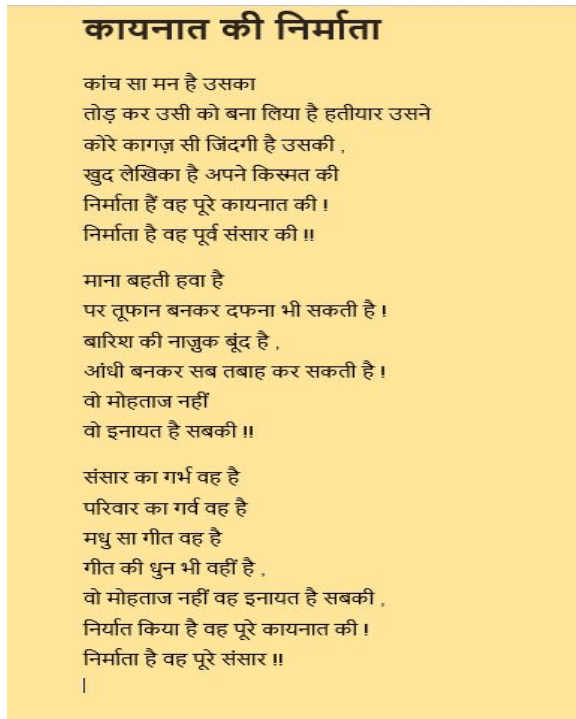 कायनात की निर्माता
कांच सा मन है उसका
तोड़ कर उसी को बना लिया है हतीयार उसने
कोरे कागज़ सी जिंदगी है उसकी ,
खुद लेखिका है अपने किस्मत की
निर्माता हैं वह पूरे कायनात की !
निर्माता है वह पूर्व संसार की !!
माना बहती हवा है
पर तूफान बनकर दफना भी सकती है !
बारिश की नाज़ुक बूंद है ,
आंधी बनकर सब तबाह कर सकती है !
वो मोहताज नहीं
वो इनायत है सबकी !!
संसार का गर्भ वह है
परिवार का गर्व वह है
मधु सा गीत वह है
गीत की धुन भी वहीं है ,
वो मोहताज नहीं वह इनायत है सबकी ,
निर्यात किया है वह पूरे कायनात की !
निर्माता है वह पूरे संसार !!